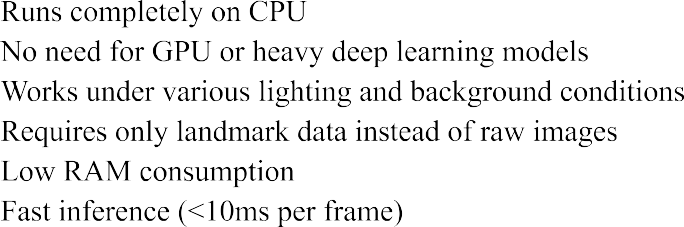 Runs completely on CPU
No need for GPU or heavy deep learning models
Works under various lighting and background conditions
Requires only landmark data instead of raw images
Low RAM consumption
Fast inference (<10ms per frame)